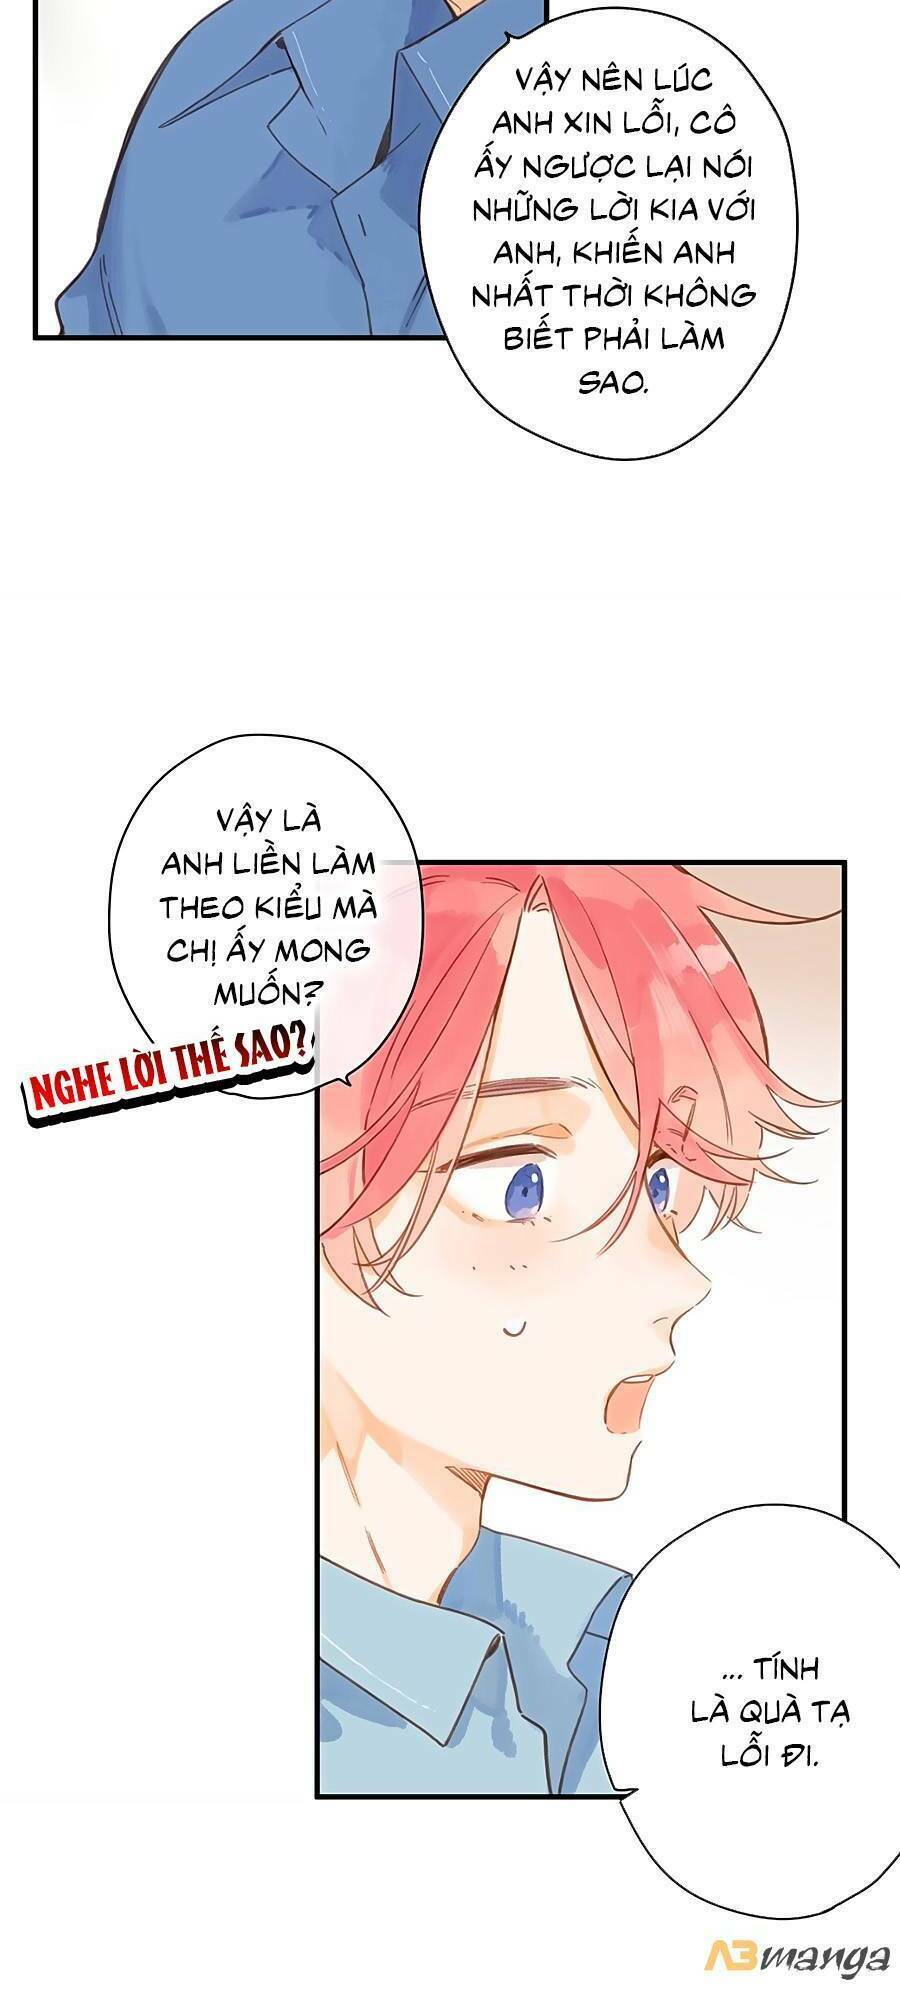 VẬY NÊN LÚC
ANH XIN LỖI, CÔ
ẤY NGƯỢC LẠI NÓI
NHỮNG LỜI KIA VỚI
ANH, KHIẾN ANH
NHẤT THỜI KHÔNG
BIẾT PHẢI LÀM
SAO.
VẬY LÀ
ANH LIỀN LÀM
THEO KIỂU MÀ
CHỊ ẤY MONG
MUỐN?
NGHE LỜI THẾ SAO?
... TÍNH
LÀ QUÀ TẠ
LỖI ĐI.
A3manga